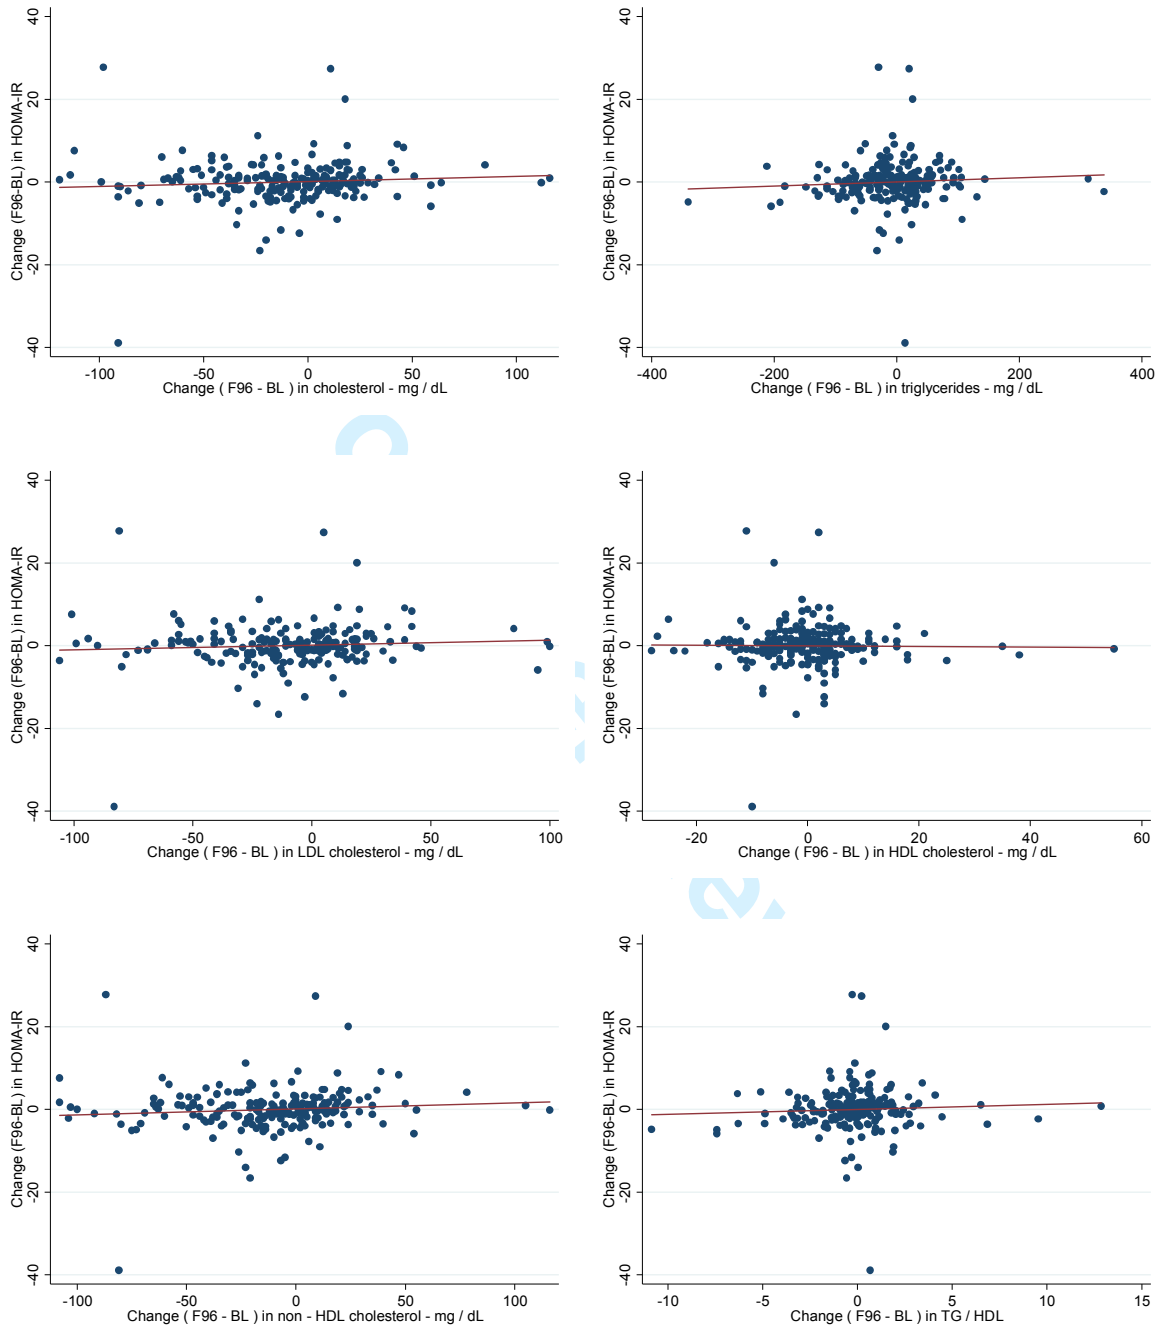 40
20
0
-20
-40
Change (F96-BL) in HOMA-IR
-100 -50 0 50 100
Change ( F96 - BL ) in cholesterol - mg / dL
40
20
0
-20
-40
Change (F96-BL) in HOMA-IR
-400 -200 0 200 400
Change ( F96 - BL ) in triglycerides - mg / dL
40
20
0
-20
-40
Change (F96-BL) in HOMA-IR
-100 -50 0 50 100
Change ( F96 - BL ) in LDL cholesterol - mg / dL
40
20
0
-20
-40
Change (F96-BL) in HOMA-IR
-20 0 20 40 60
Change ( F96 - BL ) in HDL cholesterol - mg / dL
40
20
0
-20
-40
Change (F96-BL) in HOMA-IR
-100 -50 0 50 100
Change ( F96 - BL ) in non - HDL cholesterol - mg / dL
40
20
0
-20
-40
Change (F96-BL) in HOMA-IR
-10 -5 0 5 10 15
Change ( F96 - BL ) in TG / HDL